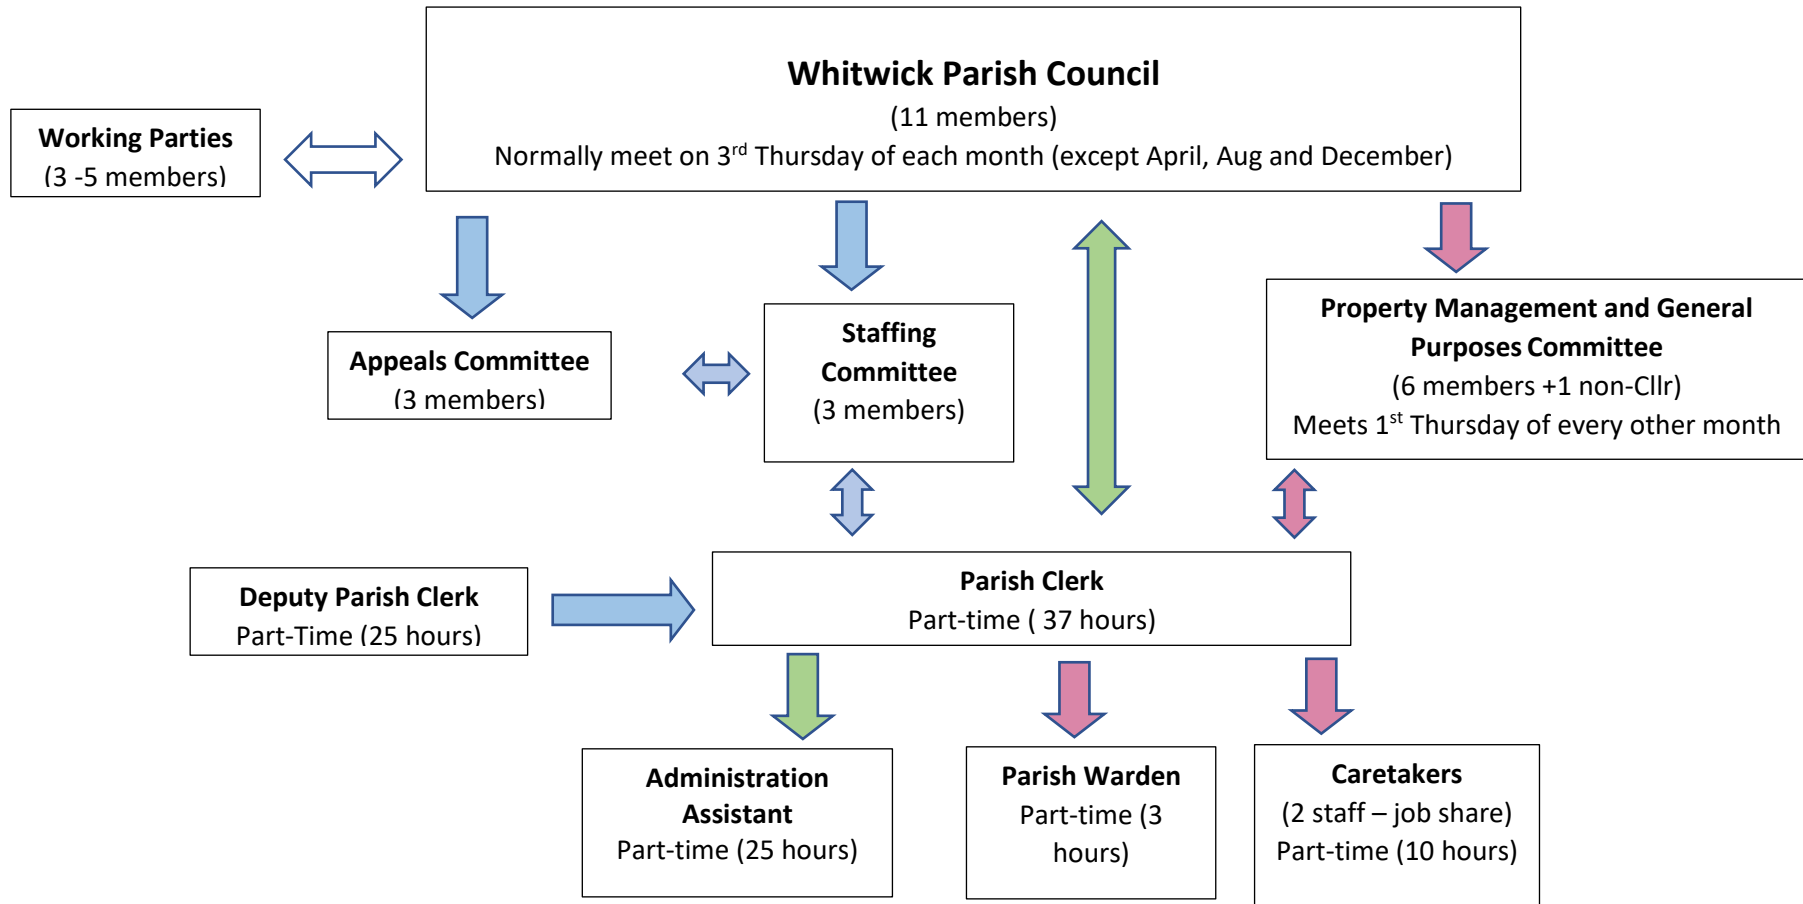 Whitwick Parish Council
(11 members)
Normally meet on 3rd Thursday of each month (except April, Aug and December)
Working Parties
(3 -5 members)
Appeals Committee
(3 members)
Staffing
Committee
(3 members)
Property Management and General
Purposes Committee
(6 members +1 non-Cllr)
Meets 1st Thursday of every other month
Deputy Parish Clerk
Part-Time (25 hours)
Parish Clerk
Part-time ( 37 hours)
Administration
Assistant
Part-time (25 hours)
Parish Warden
Part-time (3
hours)
Caretakers
(2 staff – job share)
Part-time (10 hours)